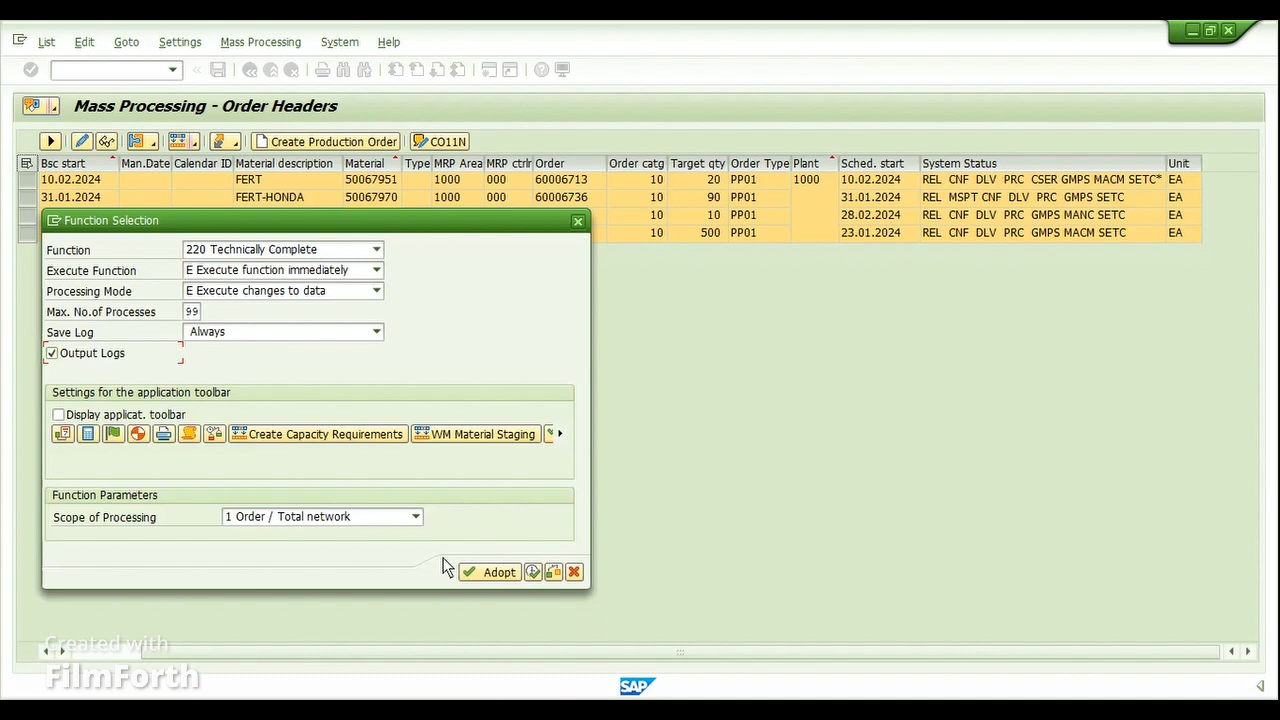 List Edit Goto Settings Mass Processing System Help
Mass Processing - Order Headers
Create Production Order CO11N
Bsc start Man.Date Calendar ID Material description Material Type MRP Area MRP ctrlr Order Order catg Target qty Order Type Plant Sched. start System Status Unit
10.02.2024 FERT 50067951 1000 000 60006713 10 20 PP01 1000 10.02.2024 REL CNF DLV PRC CSER GMPS MACM SETC* EA
31.01.2024 FERT-HONDA 50067970 1000 000 60006736 10 90 PP01 31.01.2024 REL MSPT CNF DLV PRC GMPS SETC EA
10 10 PP01 28.02.2024 REL CNF DLV PRC GMPS MANC SETC EA
10 500 PP01 23.01.2024 REL CNF DLV PRC GMPS MACM SETC EA
Function Selection
Function 220 Technically Complete
Execute Function E Execute function immediately
Processing Mode E Execute changes to data
Max. No.of Processes 99
Save Log Always
Output Logs
Settings for the application toolbar
Display applicat. toolbar
Create Capacity Requirements WM Material Staging
Function Parameters
Scope of Processing 1 Order / Total network
Adopt
Created with
FilmForth
SAP